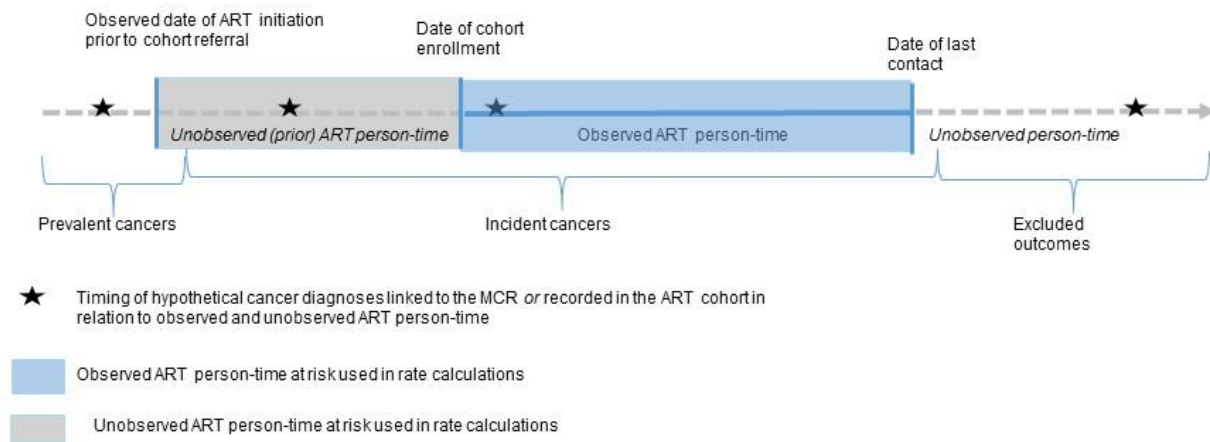 Observed date of ART initiation
prior to cohort referral
Date of cohort
enrollment
Date of last
contact
Unobserved (prior) ART person-time
Observed ART person-time
Unobserved person-time
Prevalent cancers
Incident cancers
Excluded
outcomes
Timing of hypothetical cancer diagnoses linked to the MCR or recorded in the ART cohort in
relation to observed and unobserved ART person-time
Observed ART person-time at risk used in rate calculations
Unobserved ART person-time at risk used in rate calculations